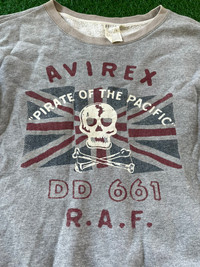 AVIREX
"PIRATE OF THE PACIFIC"
DD 661
R.A.F.